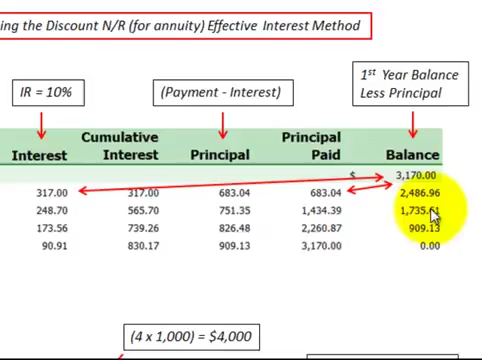 ing the Discount N/R (for annuity) Effective Interest Method
1st Year Balance
Less Principal
IR = 10%
(Payment - Interest)
Cumulative Principal
Interest Interest Principal Paid Balance
$ 3,170.00
317.00 317.00 683.04 683.04 2,486.96
248.70 565.70 751.35 1,434.39 1,735.61
173.56 739.26 826.48 2,260.87 909.13
90.91 830.17 909.13 3,170.00 0.00
(4 x 1,000) = $4,000